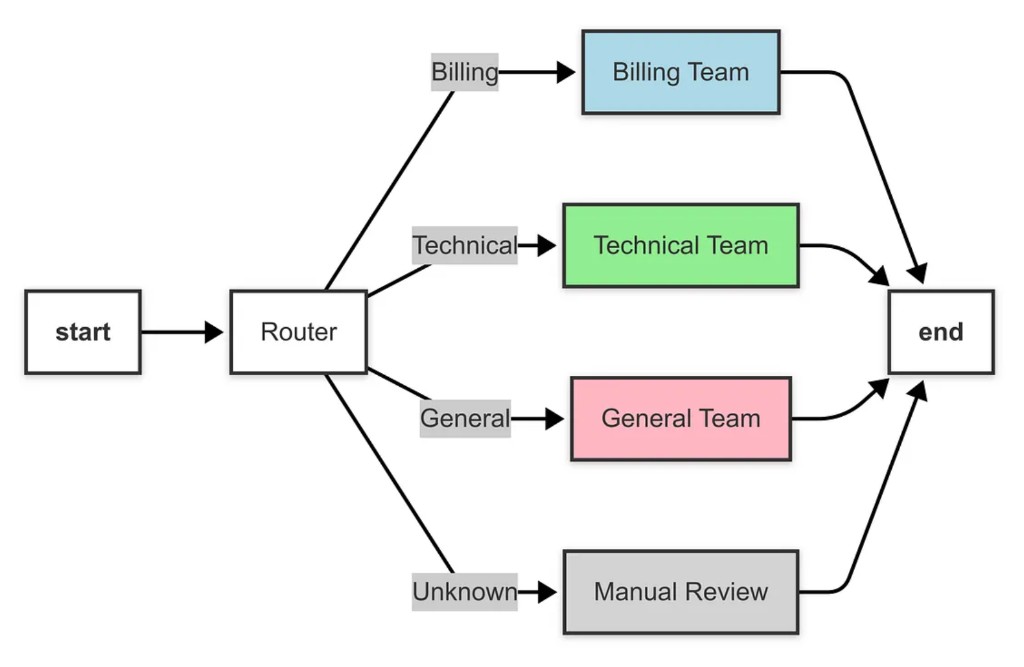 start
Router
Billing
Billing Team
Technical
Technical Team
General
General Team
Unknown
Manual Review
end